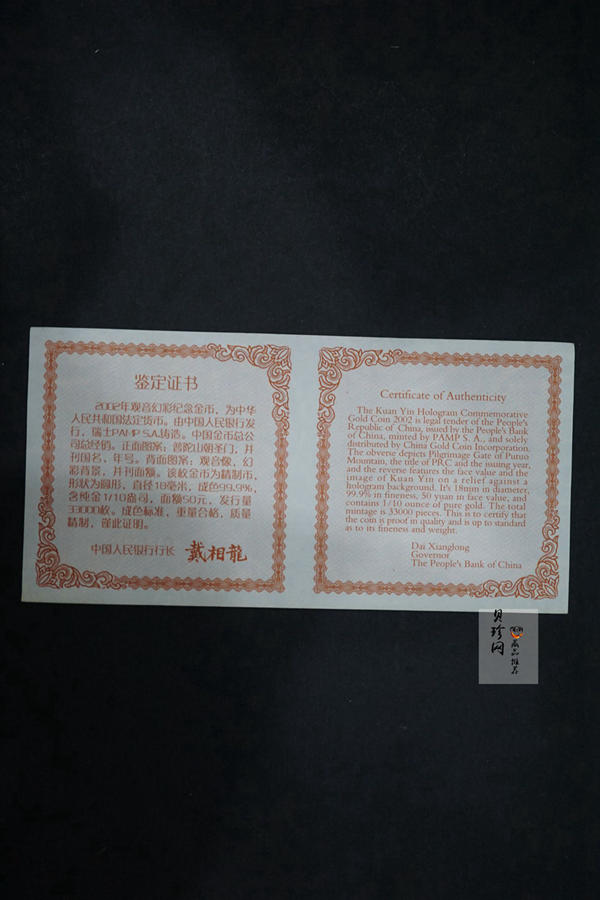 鉴定证书
2002年观音幻彩纪念金币，为中华
人民共和国法定货币。由中国人民银行发
行，瑞士PAMP S.A.铸造。中国金币总公
司总经销。正面图案：普陀山朝圣门，并
刊国名，年号。背面图案：观音像，幻
彩背景，并刊面额。该枚金币为精制币，
形状为圆形，直径18毫米，成色99.9%，
含纯金1/10盎司，面额50元，发行量
33000枚。成色标准，重量合格，质量
精制，谨此证明。
中国人民银行行长 戴相龍
Certificate of Authenticity
The Kuan Yin Hologram Commemorative
Gold Coin 2002 is legal tender of the People's
Republic of China, issued by the People's Bank
of China, minted by PAMP S. A., and solely
distributed by China Gold Coin Incorporation.
The obverse depicts Pilgrimage Gate of Putuo
Mountain, the title of PRC and the issuing year,
and the reverse features the face value and the
image of Kuan Yin on a relief against a
hologram background. It's 18mm in diameter,
99.9% in fineness, 50 yuan in face value, and
contains 1/10 ounce of pure gold. The total
mintage is 33000 pieces. This is to certify that
the coin is proof in quality and is up to standard
as to its fineness and weight.
Dai Xianglong
Governor
The People's Bank of China
贝珍网
藏品推荐